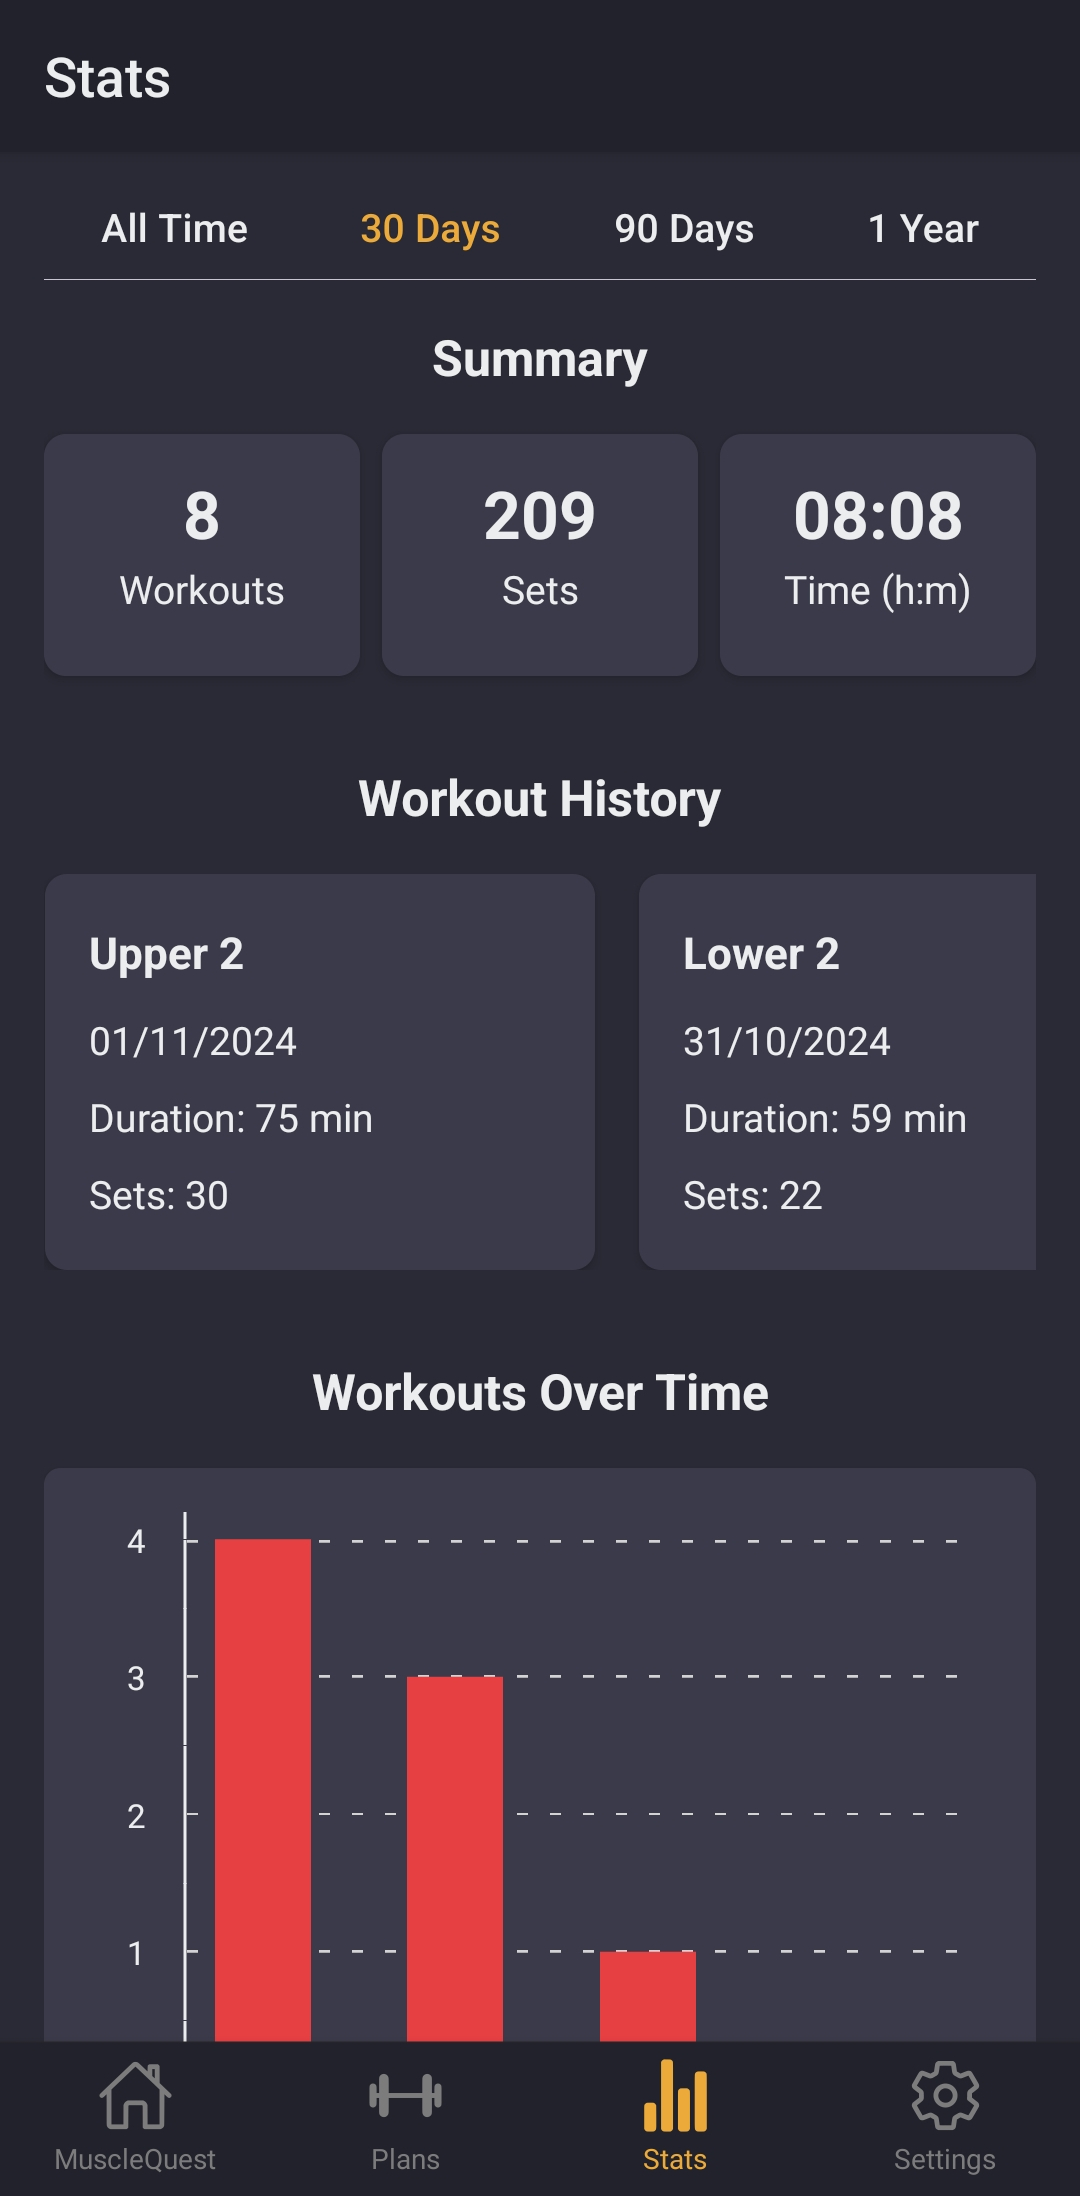 Stats
All Time 30 Days 90 Days 1 Year
Summary
8 209 08:08
Workouts Sets Time (h:m)
Workout History
Upper 2
01/11/2024
Duration: 75 min
Sets: 30
Lower 2
31/10/2024
Duration: 59 min
Sets: 22
Workouts Over Time
4
3
2
1
MuscleQuest Plans Stats Settings